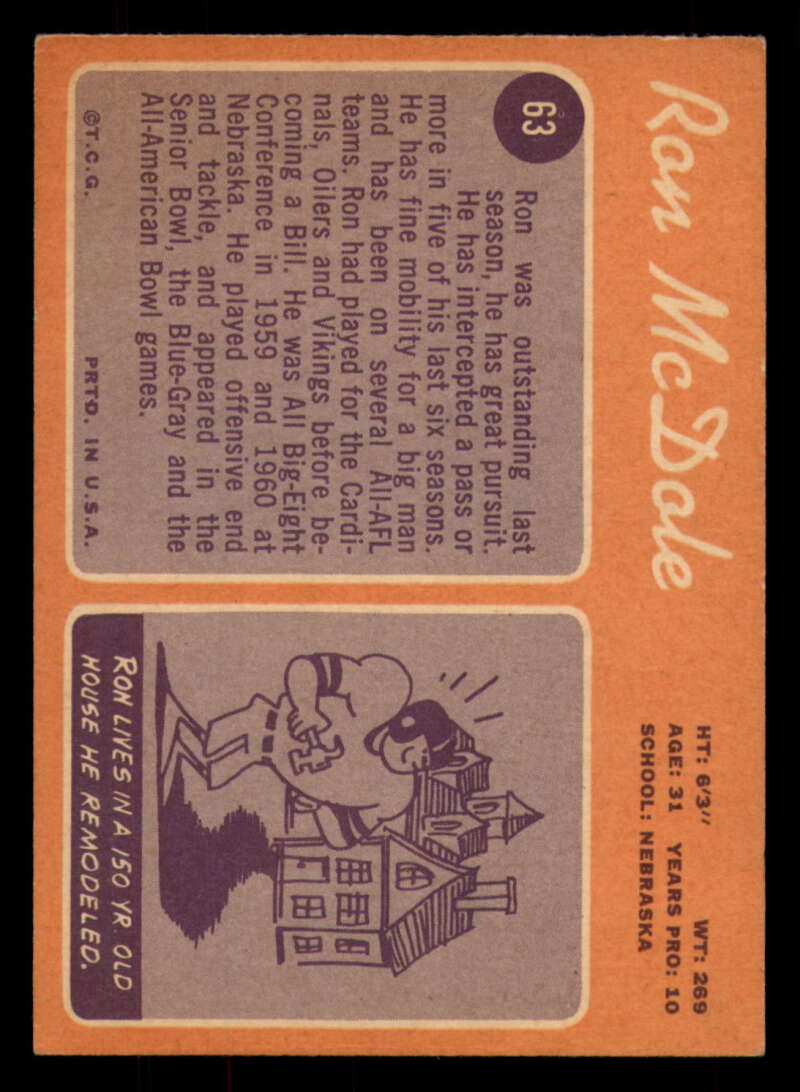 Ron McDole
HT: 6'3" WT: 269
AGE: 31 YEARS PRO: 10
SCHOOL: NEBRASKA
63
Ron was outstanding last
season, he has great pursuit.
He has intercepted a pass or
more in five of his last six seasons.
He has fine mobility for a big man
and has been on several All-AFL
teams. Ron had played for the Cardi-
nals, Oilers and Vikings before be-
coming a Bill. He was All Big-Eight
Conference in 1959 and 1960 at
Nebraska. He played offensive end
and tackle, and appeared in the
Senior Bowl, the Blue-Gray and the
All-American Bowl games.
©T.C.G. PRTD. IN U.S.A.
RON LIVES IN A 150 YR. OLD
HOUSE HE REMODELED.